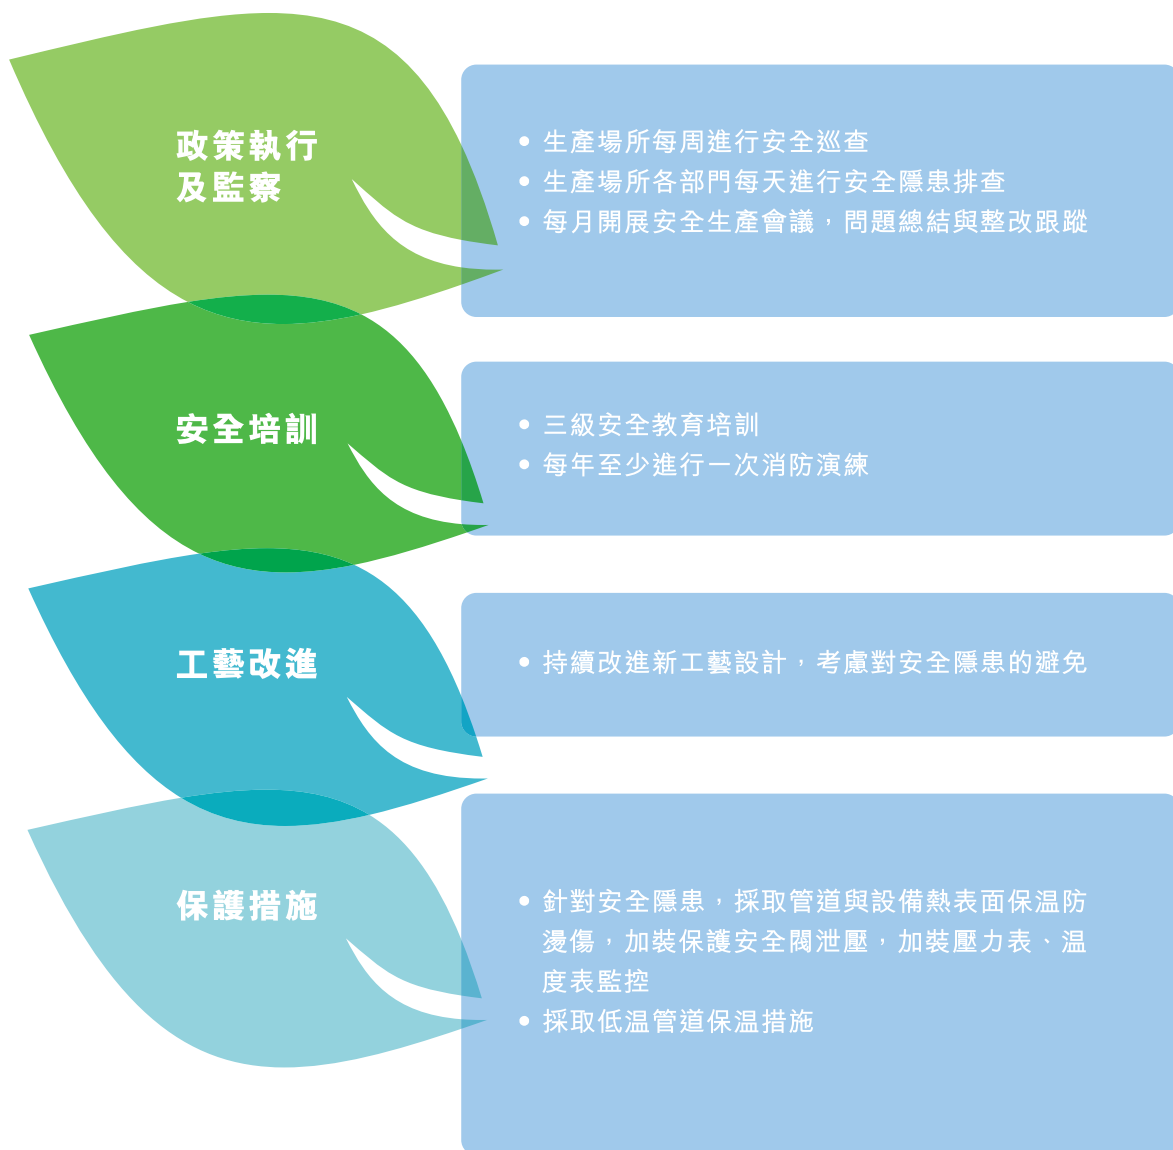 政策執行
及監察
• 生產場所每周進行安全巡查
• 生產場所各部門每天進行安全隱患排查
• 每月開展安全生產會議，問題總結與整改跟蹤
安全培訓
• 三級安全教育培訓
• 每年至少進行一次消防演練
工藝改進
• 持續改進新工藝設計，考慮對安全隱患的避免
保護措施
• 針對安全隱患，採取管道與設備熱表面保温防
燙傷，加裝保護安全閥泄壓，加裝壓力表、温
度表監控
• 採取低温管道保温措施